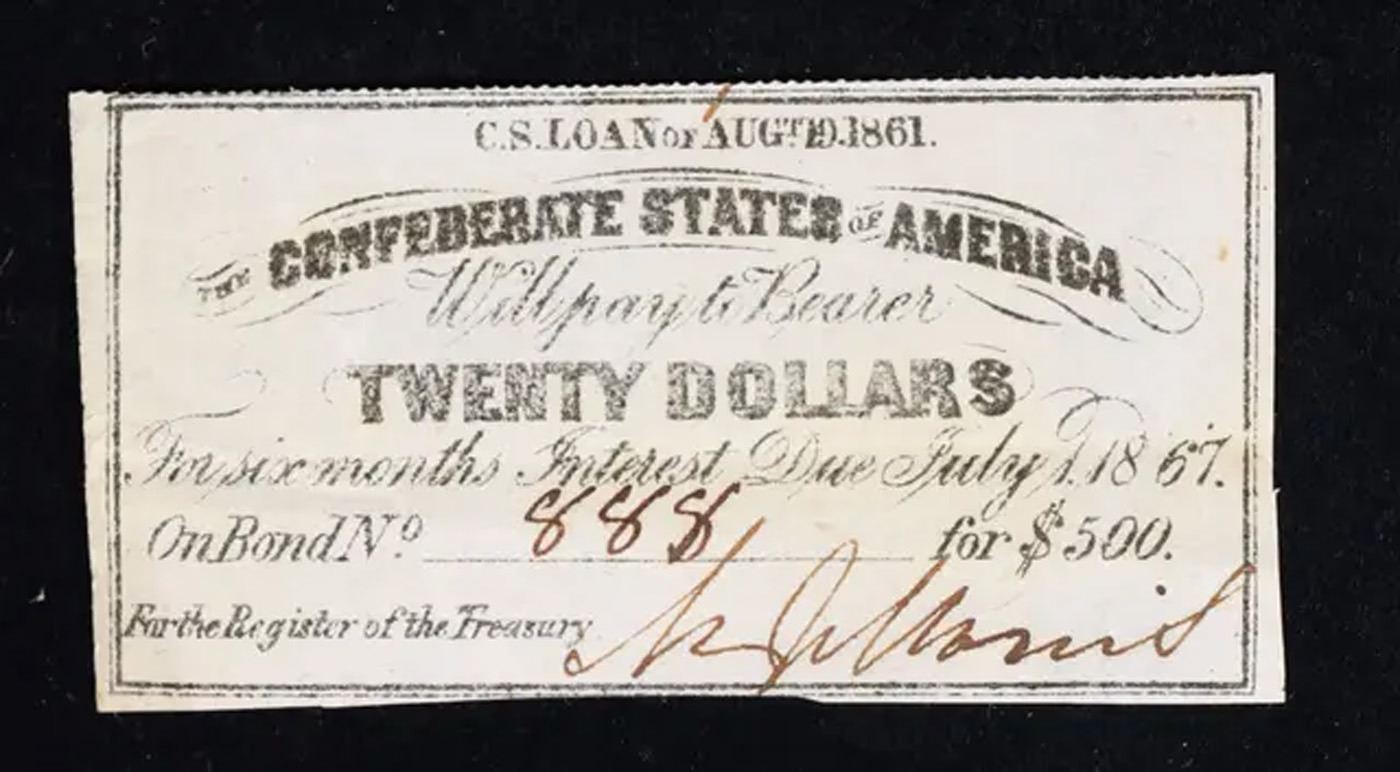 C.S. LOAN OF AUGT. 19. 1861.
THE CONFEDERATE STATES OF AMERICA
Will pay to Bearer
TWENTY DOLLARS
For six months Interest Due July 1. 1867.
On Bond No. 888 for $500.
For the Register of the Treasury